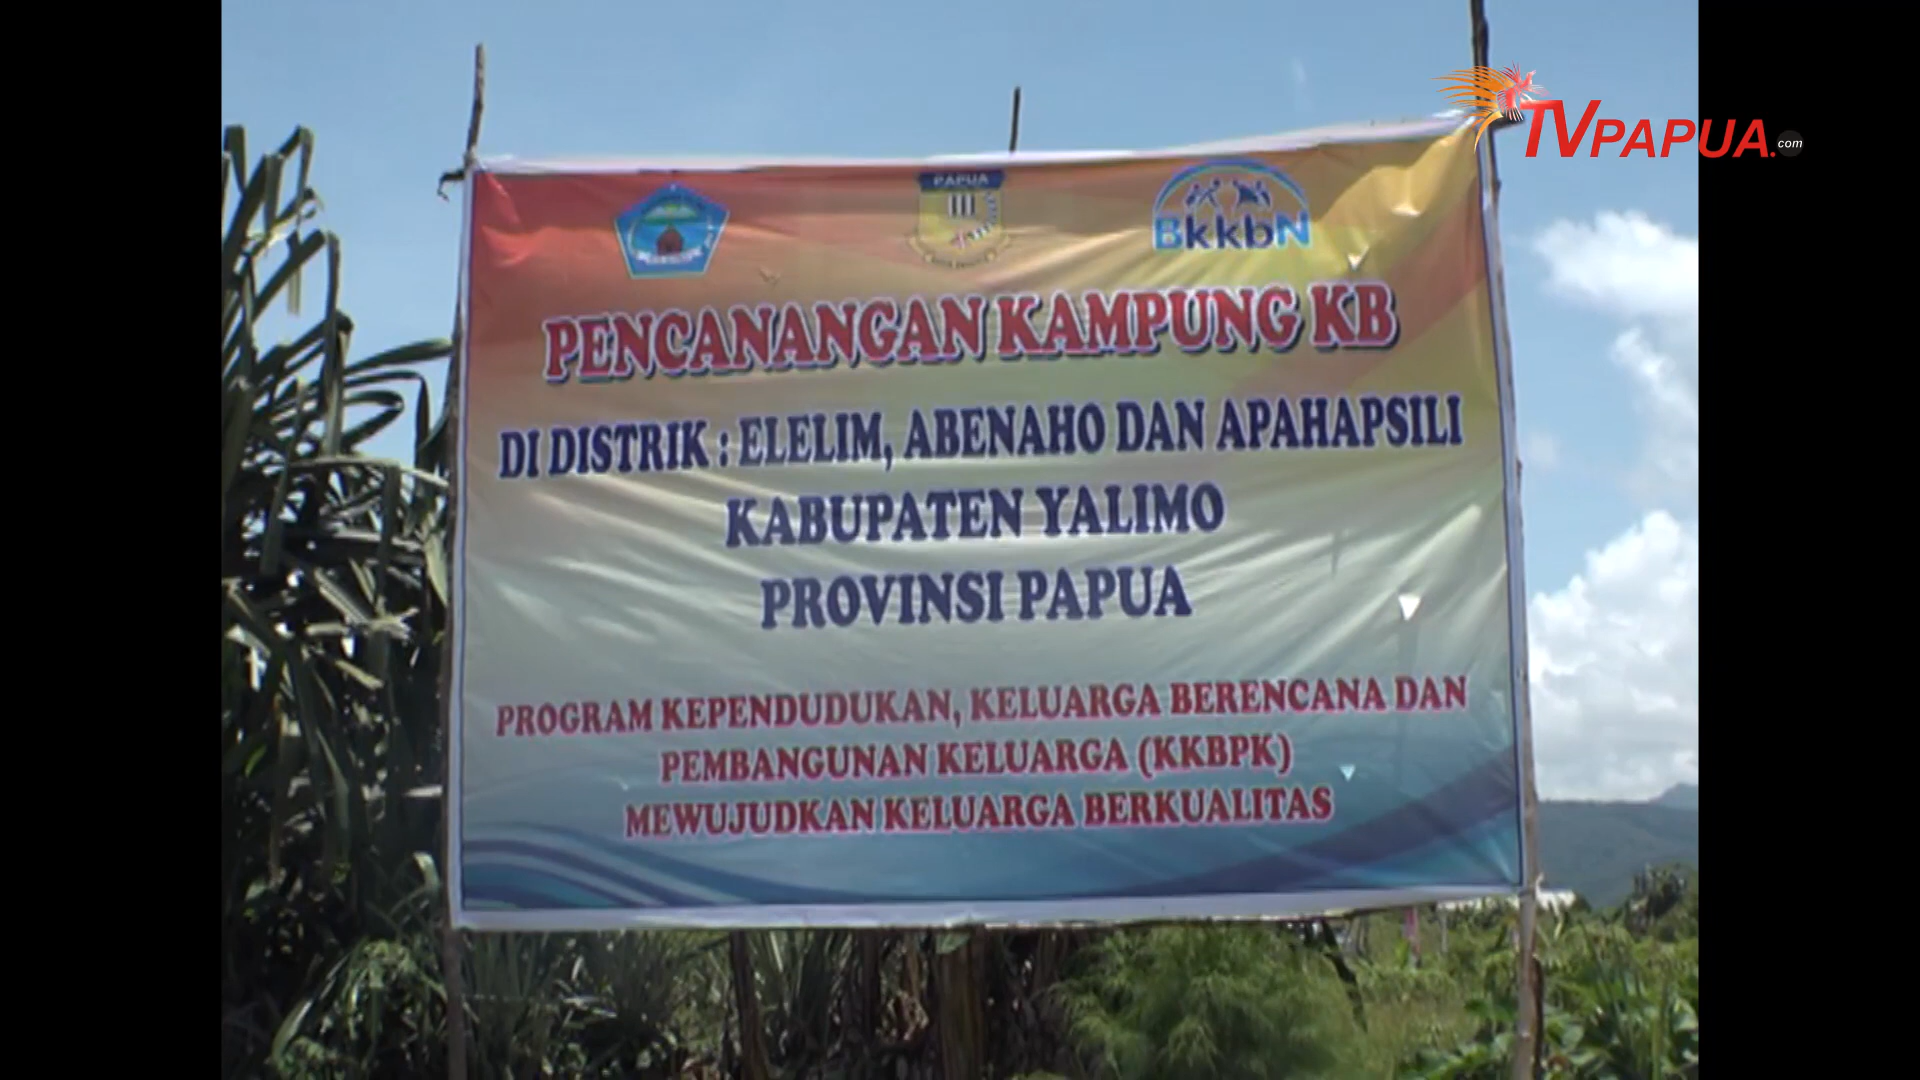 TVPAPUA.com
PAPUA
BkkbN
PENCANANGAN KAMPUNG KB
DI DISTRIK : ELELIM, ABENAHO DAN APAHAPSILI
KABUPATEN YALIMO
PROVINSI PAPUA
PROGRAM KEPENDUDUKAN, KELUARGA BERENCANA DAN
PEMBANGUNAN KELUARGA (KKBPK)
MEWUJUDKAN KELUARGA BERKUALITAS